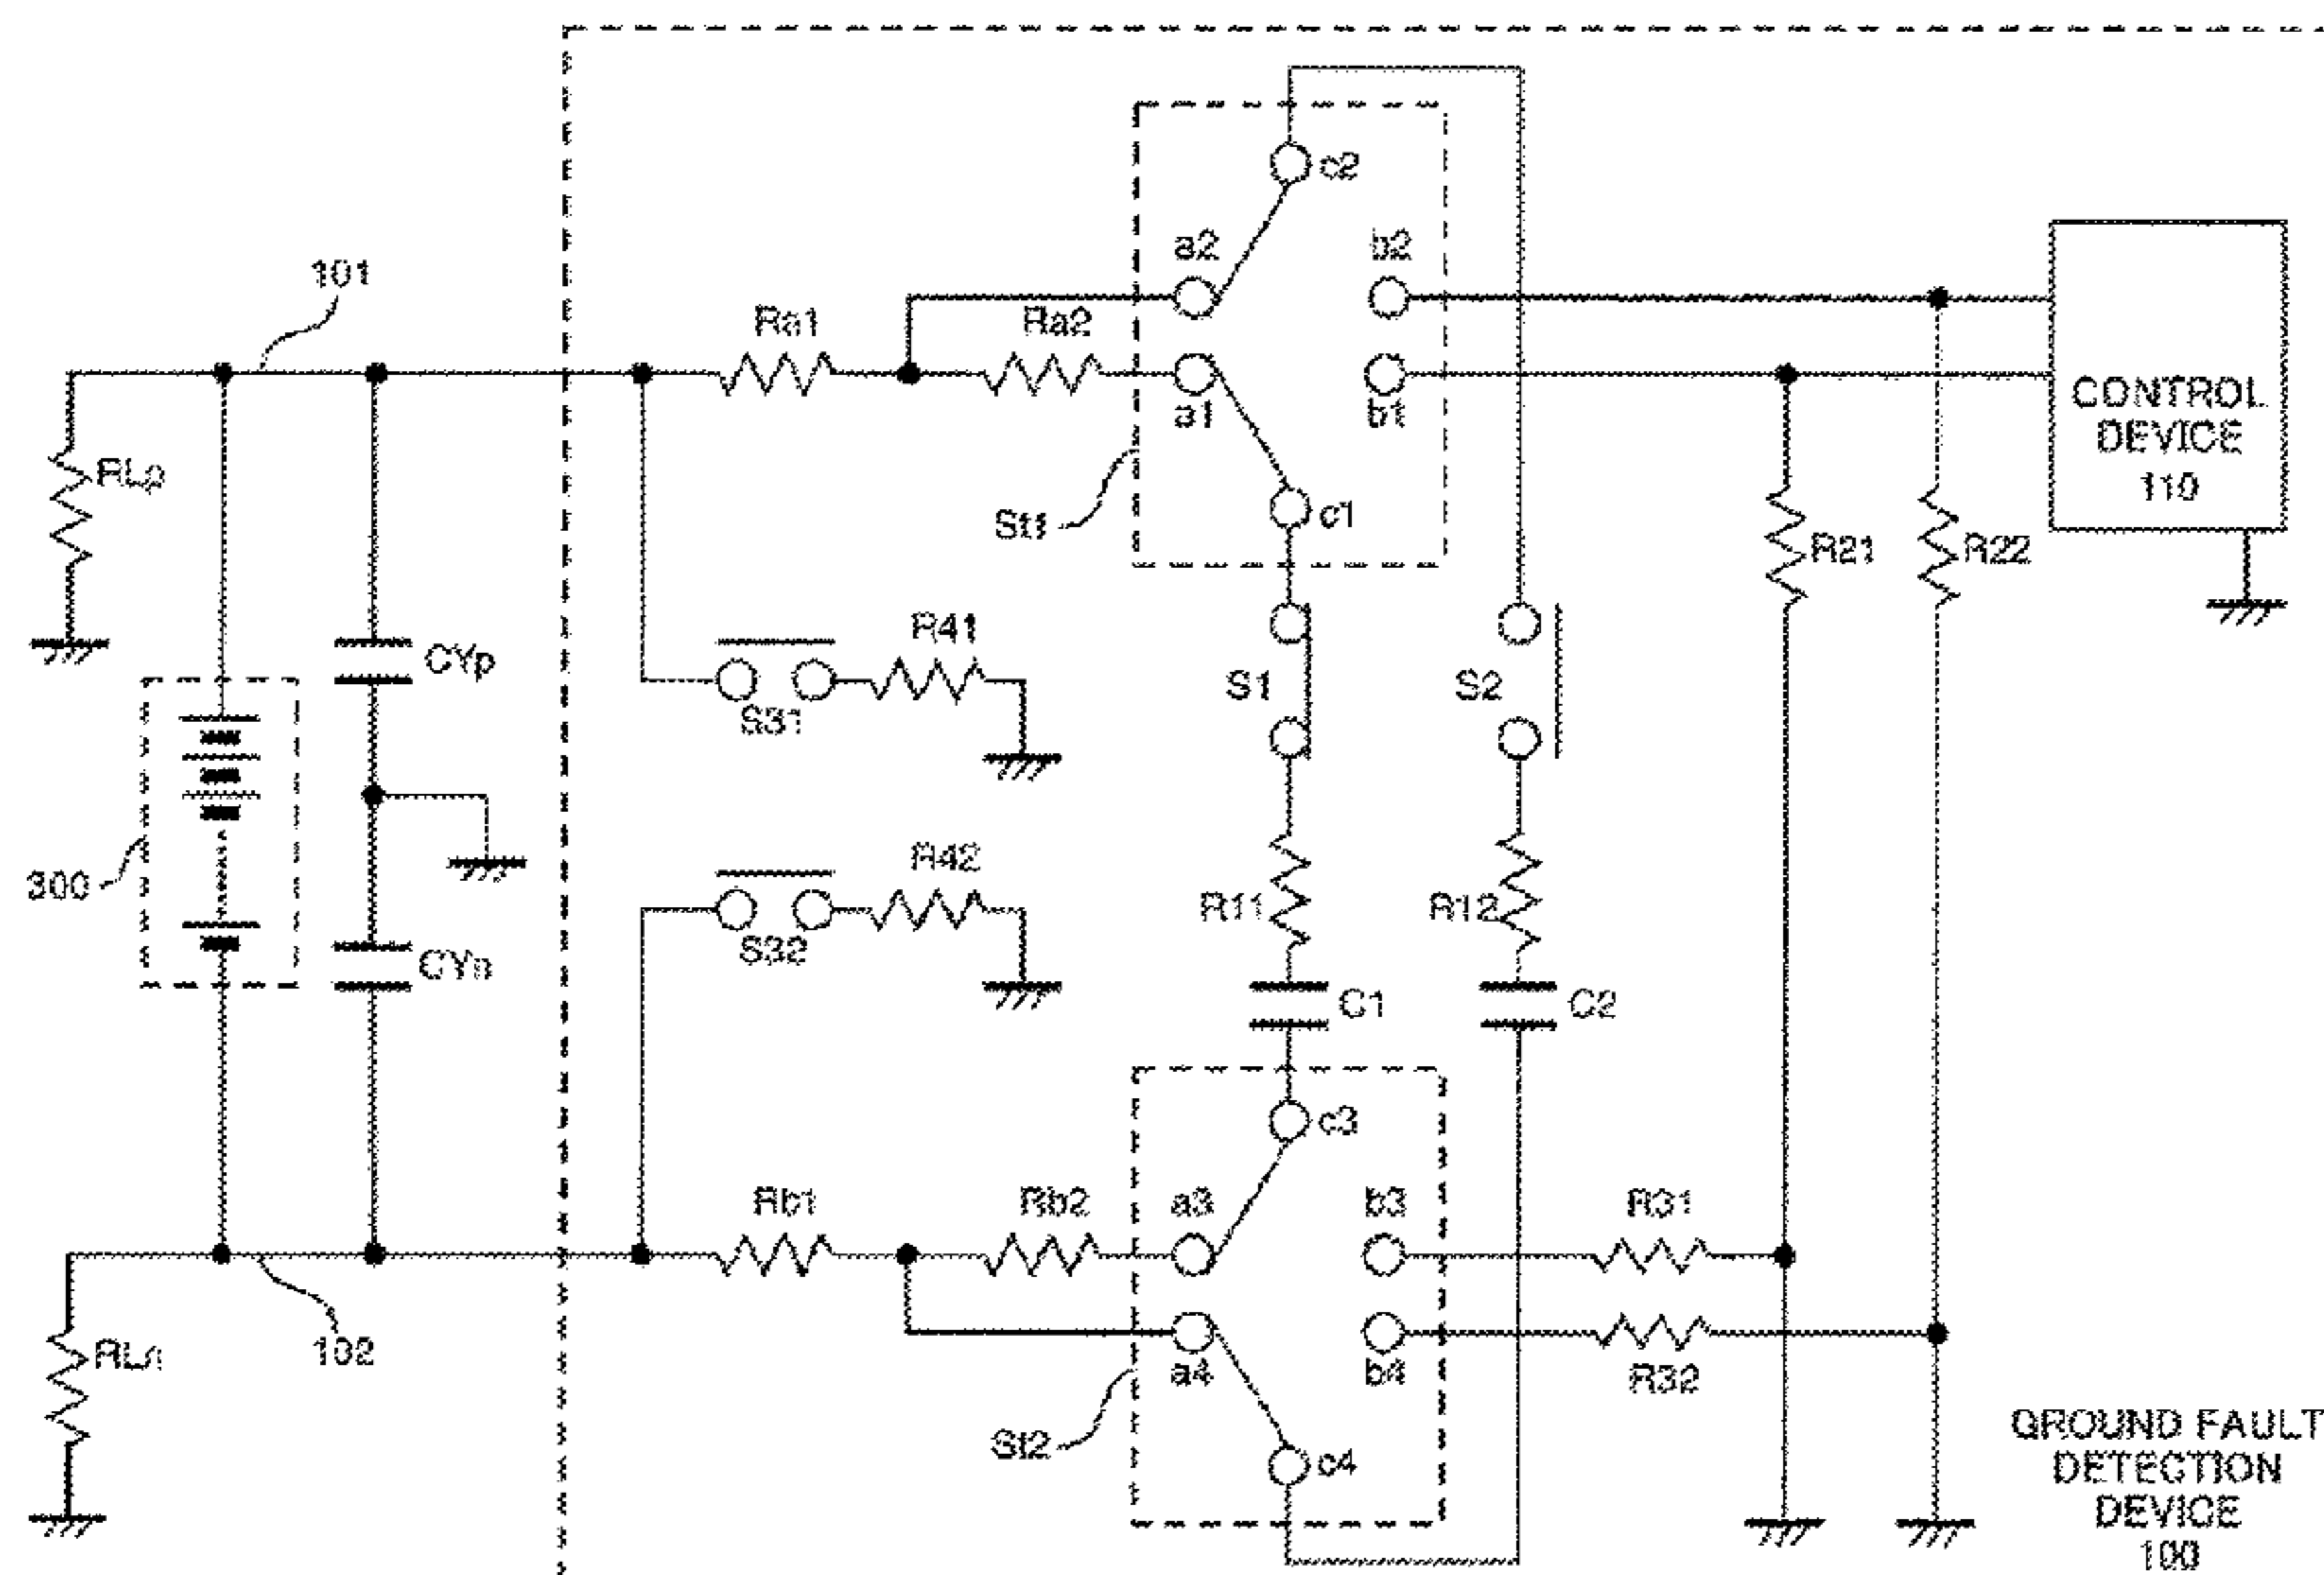 c2
a2
b2
101
Ra1
Ra2
a1
b1
CONTROL
DEVICE
110
RLp
St1
c1
R21
R22
R41
CYp
S31
S1
S2
R42
300
R11
R12
S32
CYn
C1
C2
c3
Rb1
Rb2
a3
b3
R31
102
RLn
a4
b4
R32
St2
c4
GROUND FAULT
DETECTION
DEVICE
100